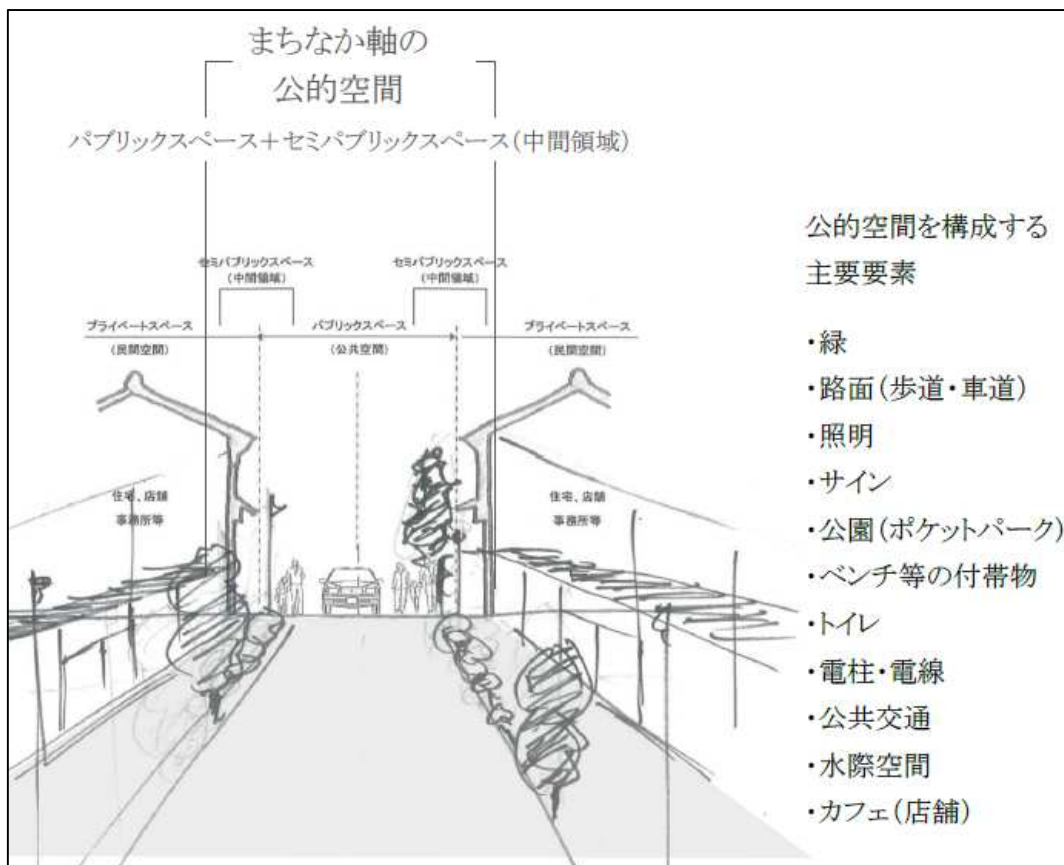 まちなか軸の
公的空間
パブリックスペース＋セミパブリックスペース(中間領域)
セミパブリックスペース
(中間領域)
セミパブリックスペース
(中間領域)
プライベートスペース
(民間空間)
パブリックスペース
(公共空間)
プライベートスペース
(民間空間)
住宅、店舗
事務所等
住宅、店舗
事務所等
公的空間を構成する
主要要素
・緑
・路面(歩道・車道)
・照明
・サイン
・公園(ポケットパーク)
・ベンチ等の付帯物
・トイレ
・電柱・電線
・公共交通
・水際空間
・カフェ(店舗)